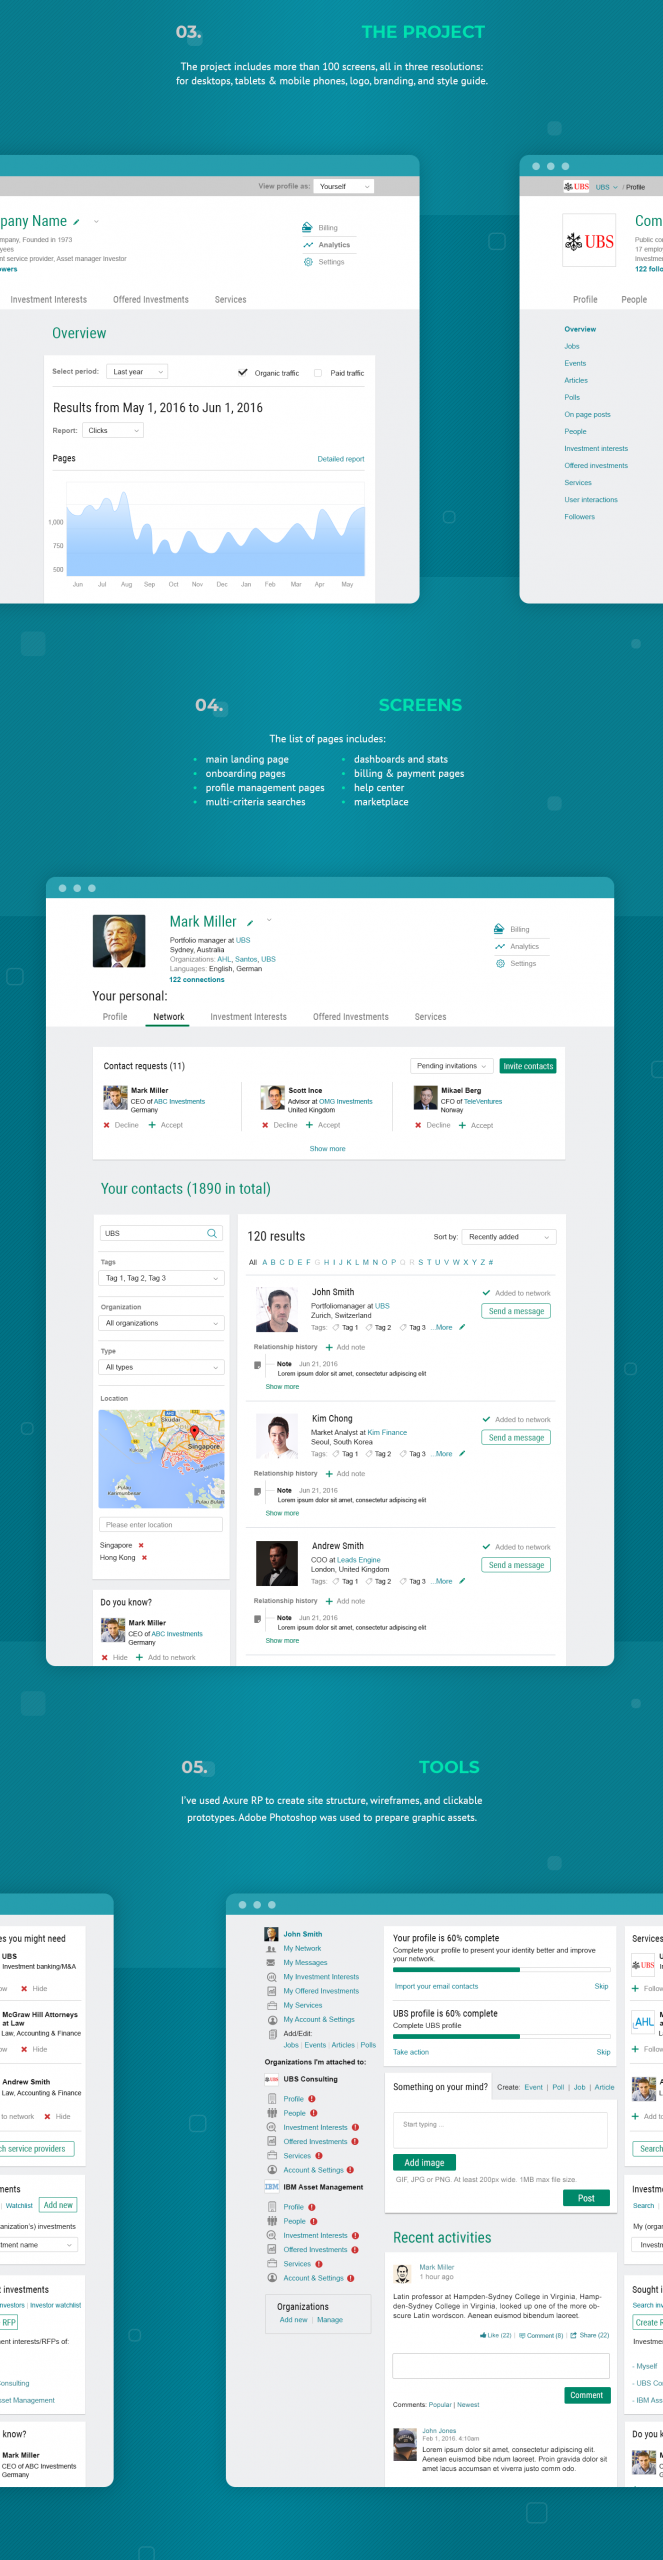 03.
THE PROJECT
The project includes more than 100 screens, all in three resolutions:
for desktops, tablets & mobile phones, logo, branding, and style guide.
View profile as:
Yourself
pany Name
mpany, Founded in 1973
yees
nt service provider, Asset manager Investor
wers
Billing
Analytics
Settings
Investment Interests
Offered Investments
Services
Overview
Select period:
Last year
Organic traffic
Paid traffic
Results from May 1, 2016 to Jun 1, 2016
Report:
Clicks
Pages
Detailed report
1,000
750
500
Jun Jul Aug Sep Oct Nov Dec Jan Feb Mar Apr May
UBS
UBS
/ Profile
UBS
Com
Public co
17 employ
Investmen
122 follo
Profile
People
Overview
Jobs
Events
Articles
Polls
On page posts
People
Investment interests
Offered investments
Services
User interactions
Followers
04.
SCREENS
The list of pages includes:
main landing page
onboarding pages
profile management pages
multi-criteria searches
dashboards and stats
billing & payment pages
help center
marketplace
Mark Miller
Portfolio manager at UBS
Sydney, Australia
Organizations: AHL, Santos, UBS
Languages: English, German
122 connections
Billing
Analytics
Settings
Your personal:
Profile
Network
Investment Interests
Offered Investments
Services
Contact requests (11)
Pending invitations
Invite contacts
Mark Miller
CEO of ABC Investments
Germany
Decline
Accept
Scott Ince
Advisor at OMG Investments
United Kingdom
Decline
Accept
Mikael Berg
CFO of TeleVentures
Norway
Decline
Accept
Show more
Your contacts (1890 in total)
UBS
Tags
Tag 1, Tag 2, Tag 3
Organization
All organizations
Type
All types
Location
Skudai
Singapore
Pulau
Karimunbesar
Pulau Bulan
Please enter location
Singapore
Hong Kong
Do you know?
Mark Miller
CEO of ABC Investments
Germany
Hide
Add to network
120 results
Sort by:
Recently added
All A B C D E F G H I J K L M N O P Q R S T U V W X Y Z #
John Smith
Portfoliomanager at UBS
Zurich, Switzerland
Tags: Tag 1 Tag 2 Tag 3 ...More
Added to network
Send a message
Relationship history
Add note
Note Jun 21, 2016
Lorem ipsum dolor sit amet, consectetur adipiscing elit
Show more
Kim Chong
Market Analyst at Kim Finance
Seoul, South Korea
Tags: Tag 1 Tag 2 Tag 3 ...More
Added to network
Send a message
Relationship history
Add note
Note Jun 21, 2016
Lorem ipsum dolor sit amet, consectetur adipiscing elit
Show more
Andrew Smith
COO at Leads Engine
London, United Kingdom
Tags: Tag 1 Tag 2 Tag 3 ...More
Added to network
Send a message
Relationship history
Add note
Note Jun 21, 2016
Lorem ipsum dolor sit amet, consectetur adipiscing elit
Show more
05.
TOOLS
I've used Axure RP to create site structure, wireframes, and clickable
prototypes. Adobe Photoshop was used to prepare graphic assets.
es you might need
UBS
Investment banking/M&A
ow
Hide
McGraw Hill Attorneys
at Law
Law, Accounting & Finance
ow
Hide
Andrew Smith
Law, Accounting & Finance
to network
Hide
ch service providers
ments
Watchlist
Add new
anization's) investments
tment name
t investments
nvestors | Investor watchlist
RFP
ent interests/RFPs of:
onsulting
sset Management
know?
Mark Miller
CEO of ABC Investments
Germany
John Smith
My Network
My Messages
My Investment Interests
My Offered Investments
My Services
My Account & Settings
Add/Edit:
Jobs | Events | Articles | Polls
Organizations I'm attached to:
UBS
UBS Consulting
Profile
People
Investment Interests
Offered Investments
Services
Account & Settings
IBM
IBM Asset Management
Profile
People
Investment Interests
Offered Investments
Services
Account & Settings
Organizations
Add new | Manage
Your profile is 60% complete
Complete your profile to present your identity better and improve
your network
Import your email contacts
Skip
UBS profile is 60% complete
Complete UBS profile
Take action
Skip
Something on your mind?
Create: Event | Poll | Job | Article
Start typing ...
Add image
GIF, JPG or PNG. At least 200px wide. 1MB max file size.
Post
Recent activities
Mark Miller
1 hour ago
Latin professor at Hampden-Sydney College in Virginia, Hamp-
den-Sydney College in Virginia, looked up one of the more ob-
scure Latin wordscon. Aenean euismod bibendum laoreet.
Like (22) | Comment (8) | Share (22)
Comment
Comments: Popular | Newest
John Jones
Feb 1, 2016. 4:10am
Lorem ipsum dolor sit amet, consectetur adipiscing elit.
Aenean euismod bibe ndum laoreet. Proin gravida dolor sit
amet lacus accumsan et viverra justo comm odo.
Services
UBS
U
Follow
AHL
M
Follow
A
L
Add to
Search
Investm
Search
My (organ
Investm
Sought i
Search inv
Create R
Investmen
- Myself
- UBS Co
- IBM Ass
Do you k